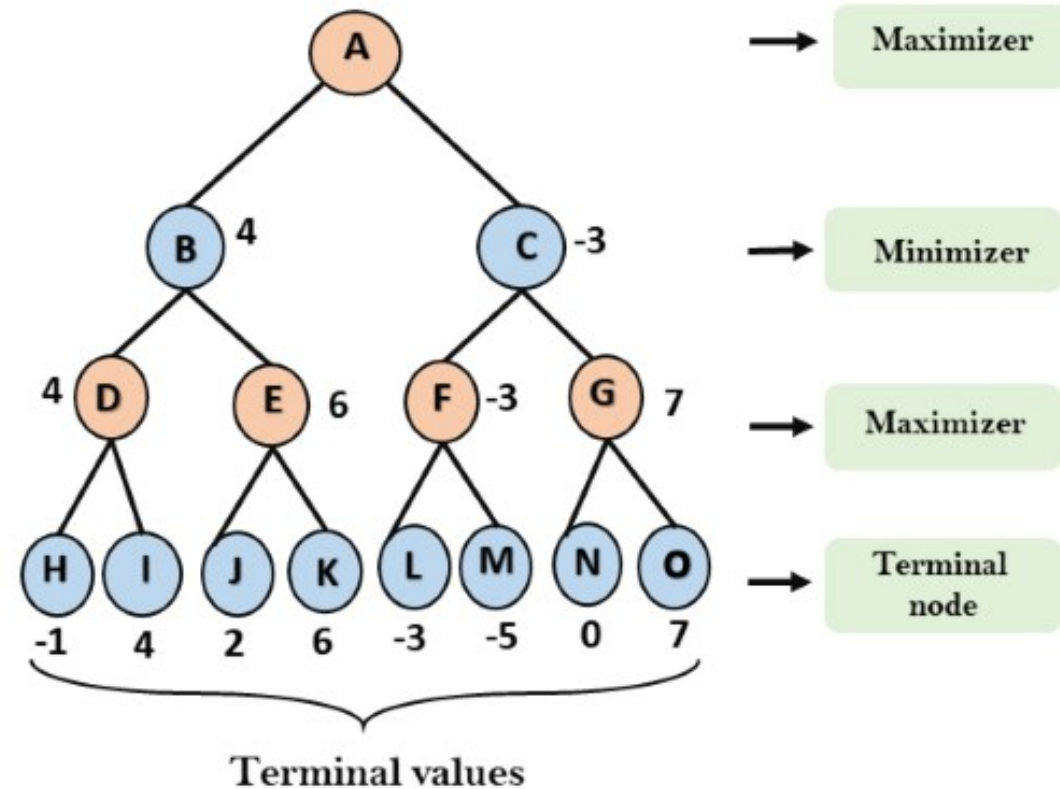 A
Maximizer
B 4
C -3
Minimizer
4 D
E 6
F -3
G 7
Maximizer
H I J K L M N O
Terminal
node
-1 4 2 6 -3 -5 0 7
Terminal values